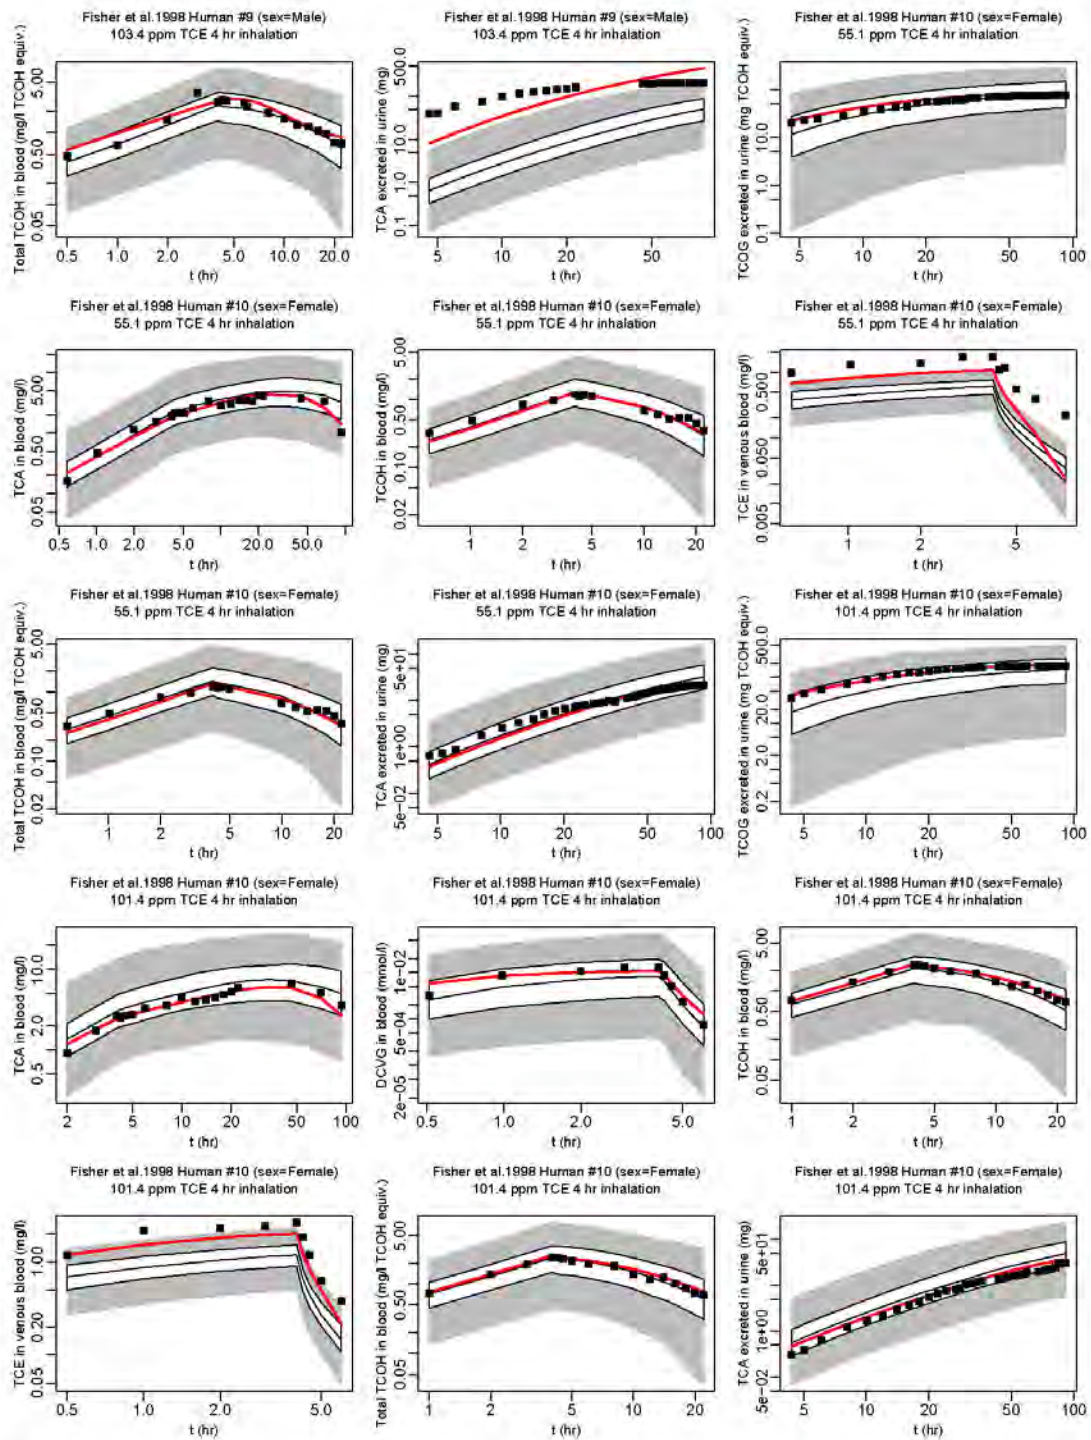 Fisher et al.1998 Human #9 (sex=Male)
103.4 ppm TCE 4 hr inhalation
Total TCOH in blood (mg/l TCOH equiv.)
5.00
0.50
0.05
0.5 1.0 2.0 5.0 10.0 20.0
t (hr)
Fisher et al.1998 Human #9 (sex=Male)
103.4 ppm TCE 4 hr inhalation
TCA excreted in urine (mg)
500.0
10.0
1.0
0.1
5 10 20 50
t (hr)
Fisher et al.1998 Human #10 (sex=Female)
55.1 ppm TCE 4 hr inhalation
TCOG excreted in urine (mg TCOH equiv.)
10.0
1.0
0.1
5 10 20 50 100
t (hr)
Fisher et al.1998 Human #10 (sex=Female)
55.1 ppm TCE 4 hr inhalation
TCA in blood (mg/l)
5.00
0.50
0.05
0.5 1.0 2.0 5.0 20.0 50.0
t (hr)
Fisher et al.1998 Human #10 (sex=Female)
55.1 ppm TCE 4 hr inhalation
TCOH in blood (mg/l)
5.00
0.50
0.10
0.02
1 2 5 10 20
t (hr)
Fisher et al.1998 Human #10 (sex=Female)
55.1 ppm TCE 4 hr inhalation
TCE in venous blood (mg/l)
0.500
0.050
0.005
1 2 5
t (hr)
Fisher et al.1998 Human #10 (sex=Female)
55.1 ppm TCE 4 hr inhalation
Total TCOH in blood (mg/l TCOH equiv.)
5.00
0.50
0.10
0.02
1 2 5 10 20
t (hr)
Fisher et al.1998 Human #10 (sex=Female)
55.1 ppm TCE 4 hr inhalation
TCA excreted in urine (mg)
5e+01
1e+00
5e-02
5 10 20 50 100
t (hr)
Fisher et al.1998 Human #10 (sex=Female)
101.4 ppm TCE 4 hr inhalation
TCOG excreted in urine (mg TCOH equiv.)
500.0
20.0
2.0
0.2
5 10 20 50 100
t (hr)
Fisher et al.1998 Human #10 (sex=Female)
101.4 ppm TCE 4 hr inhalation
TCA in blood (mg/l)
10.0
2.0
0.5
2 5 10 20 50 100
t (hr)
Fisher et al.1998 Human #10 (sex=Female)
101.4 ppm TCE 4 hr inhalation
DCVG in blood (mmol/l)
1e-02
1e-03
5e-04
5e-05
2e-05
0.5 1.0 2.0 5.0
t (hr)
Fisher et al.1998 Human #10 (sex=Female)
101.4 ppm TCE 4 hr inhalation
TCOH in blood (mg/l)
5.00
0.50
0.05
1 2 5 10 20
t (hr)
Fisher et al.1998 Human #10 (sex=Female)
101.4 ppm TCE 4 hr inhalation
TCE in venous blood (mg/l)
1.00
0.20
0.05
0.5 1.0 2.0 5.0
t (hr)
Fisher et al.1998 Human #10 (sex=Female)
101.4 ppm TCE 4 hr inhalation
Total TCOH in blood (mg/l TCOH equiv.)
5.00
0.50
0.05
1 2 5 10 20
t (hr)
Fisher et al.1998 Human #10 (sex=Female)
101.4 ppm TCE 4 hr inhalation
TCA excreted in urine (mg)
5e+01
1e+00
5e-02
5 10 20 50 100
t (hr)